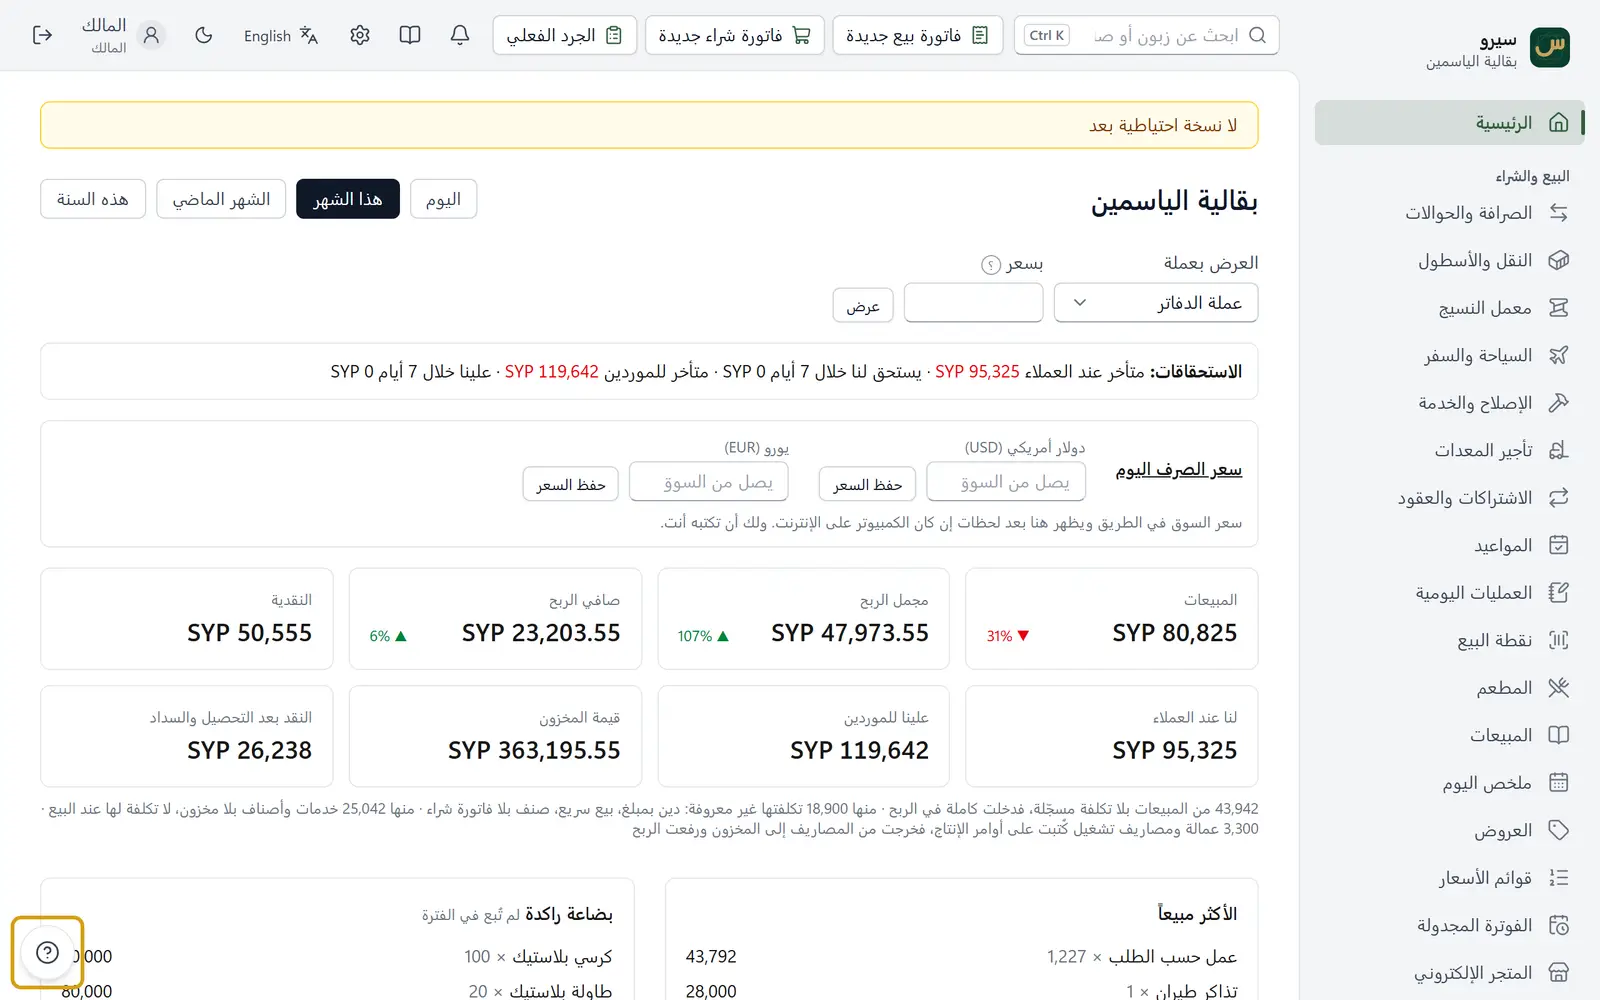 سيرو
بقالية الياسمين
ابحث عن زبون أو صـ
Ctrl K
فاتورة بيع جديدة
فاتورة شراء جديدة
الجرد الفعلي
English
المالك
المالك
الرئيسية
البيع والشراء
الصرافة والحوالات
النقل والأسطول
معمل النسيج
السياحة والسفر
الإصلاح والخدمة
تأجير المعدات
الاشتراكات والعقود
المواعيد
العمليات اليومية
نقطة البيع
المطعم
المبيعات
ملخص اليوم
العروض
قوائم الأسعار
الفوترة المجدولة
المتجر الإلكتروني
لا نسخة احتياطية بعد
بقالية الياسمين
اليوم
هذا الشهر
الشهر الماضي
هذه السنة
العرض بعملة
بسعر ؟
عملة الدفاتر
عرض
الاستحقاقات: متأخر عند العملاء SYP 95,325 · يستحق لنا خلال 7 أيام SYP 0 · متأخر للموردين SYP 119,642 · علينا خلال 7 أيام SYP 0
سعر الصرف اليوم
دولار أمريكي (USD)
يصل من السوق
حفظ السعر
يورو (EUR)
يصل من السوق
حفظ السعر
سعر السوق في الطريق ويظهر هنا بعد لحظات إن كان الكمبيوتر على الإنترنت. ولك أن تكتبه أنت.
المبيعات
SYP 80,825
31% ▼
مجمل الربح
SYP 47,973.55
107% ▲
صافي الربح
SYP 23,203.55
6% ▲
النقدية
SYP 50,555
لنا عند العملاء
SYP 95,325
علينا للموردين
SYP 119,642
قيمة المخزون
SYP 363,195.55
النقد بعد التحصيل والسداد
SYP 26,238
43,942 من المبيعات بلا تكلفة مسجّلة، فدخلت كاملة في الربح · منها 18,900 تكلفتها غير معروفة: دين بمبلغ، بيع سريع، صنف بلا فاتورة شراء · منها 25,042 خدمات وأصناف بلا مخزون، لا تكلفة لها عند البيع ·
3,300 عمالة ومصاريف تشغيل كُتبت على أوامر الإنتاج، فخرجت من المصاريف إلى المخزون ورفعت الربح
الأكثر مبيعاً
عمل حسب الطلب × 1,227
43,792
تذاكر طيران × 1
28,000
بضاعة راكدة لم تُبع في الفترة
كرسي بلاستيك × 100
طاولة بلاستيك × 20
80,000